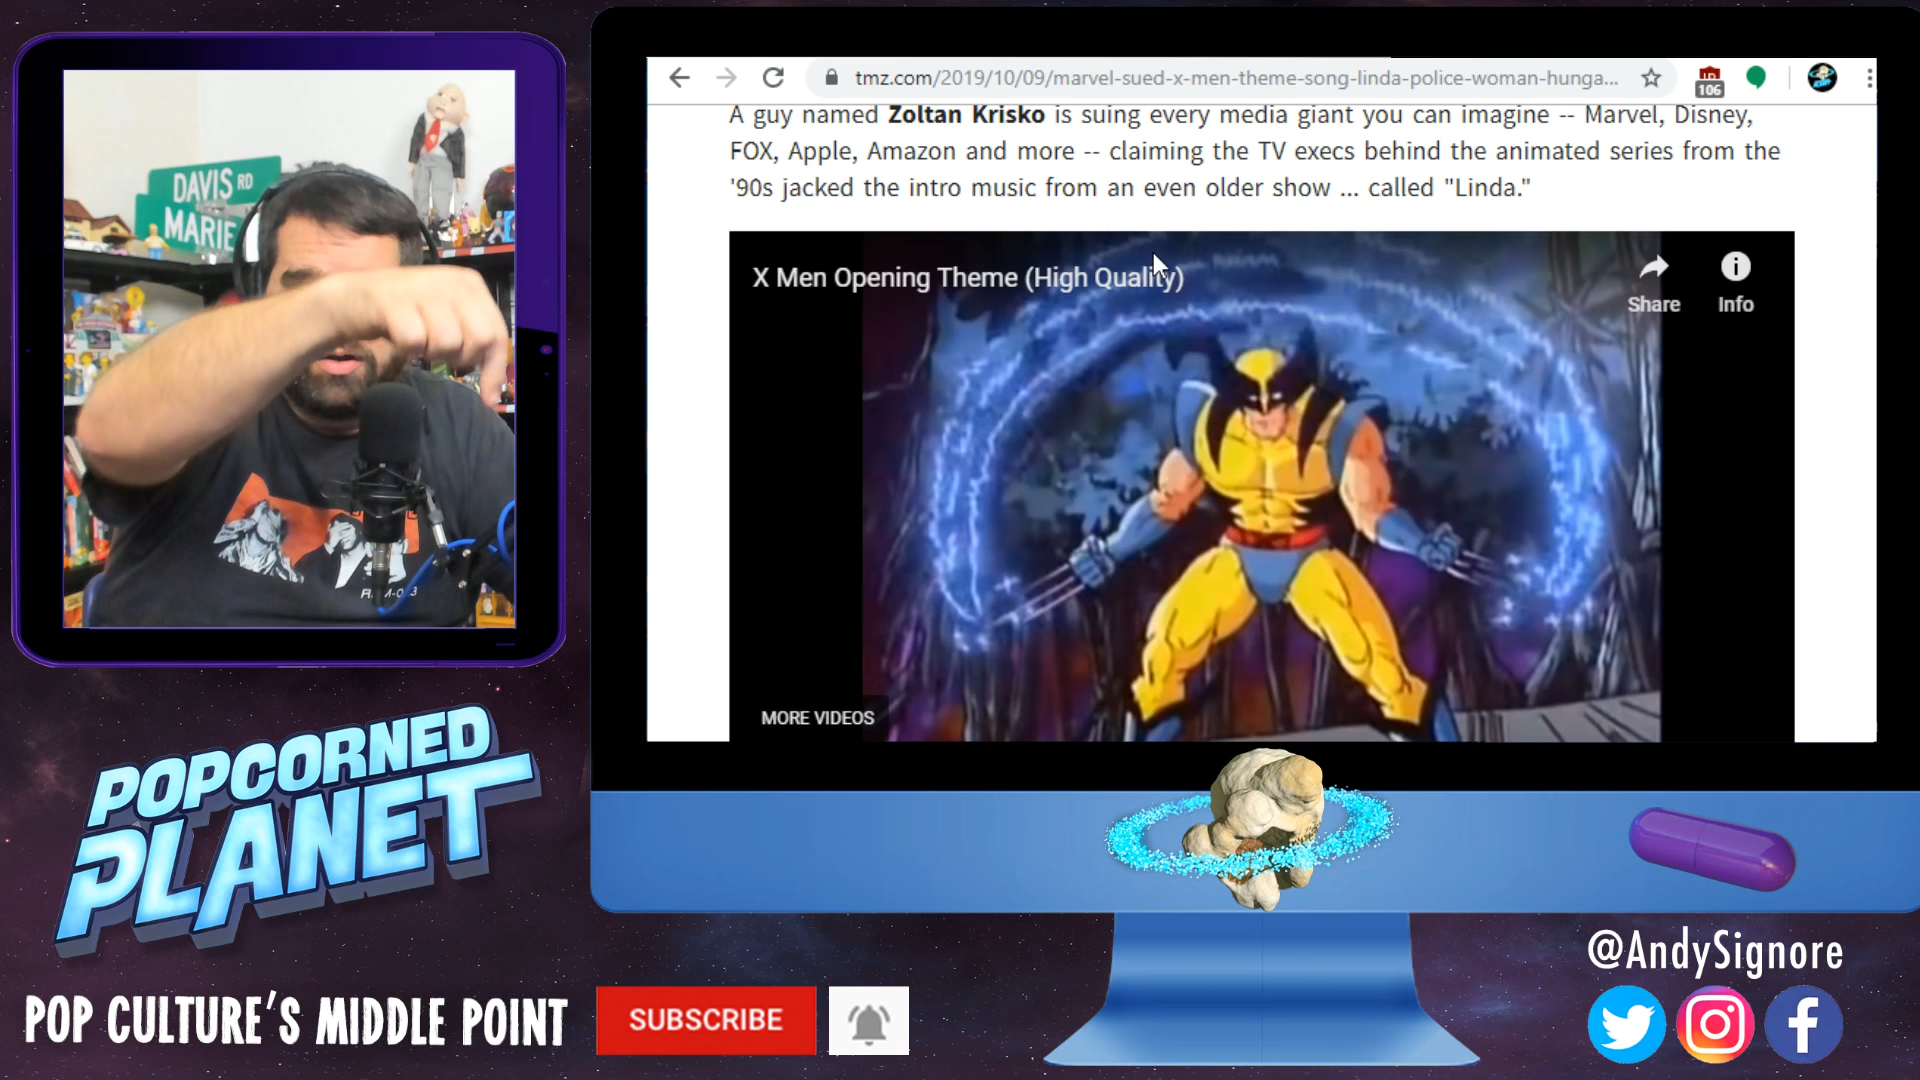 DAVIS RD
MARIE
tmz.com/2019/10/09/marvel-sued-x-men-theme-song-linda-police-woman-hunga...
106
A guy named Zoltan Krisko is suing every media giant you can imagine -- Marvel, Disney,
FOX, Apple, Amazon and more -- claiming the TV execs behind the animated series from the
'90s jacked the intro music from an even older show ... called "Linda."
X Men Opening Theme (High Quality)
Share
Info
MORE VIDEOS
POPCORNED
PLANET
POP CULTURE'S MIDDLE POINT
SUBSCRIBE
@AndySignore